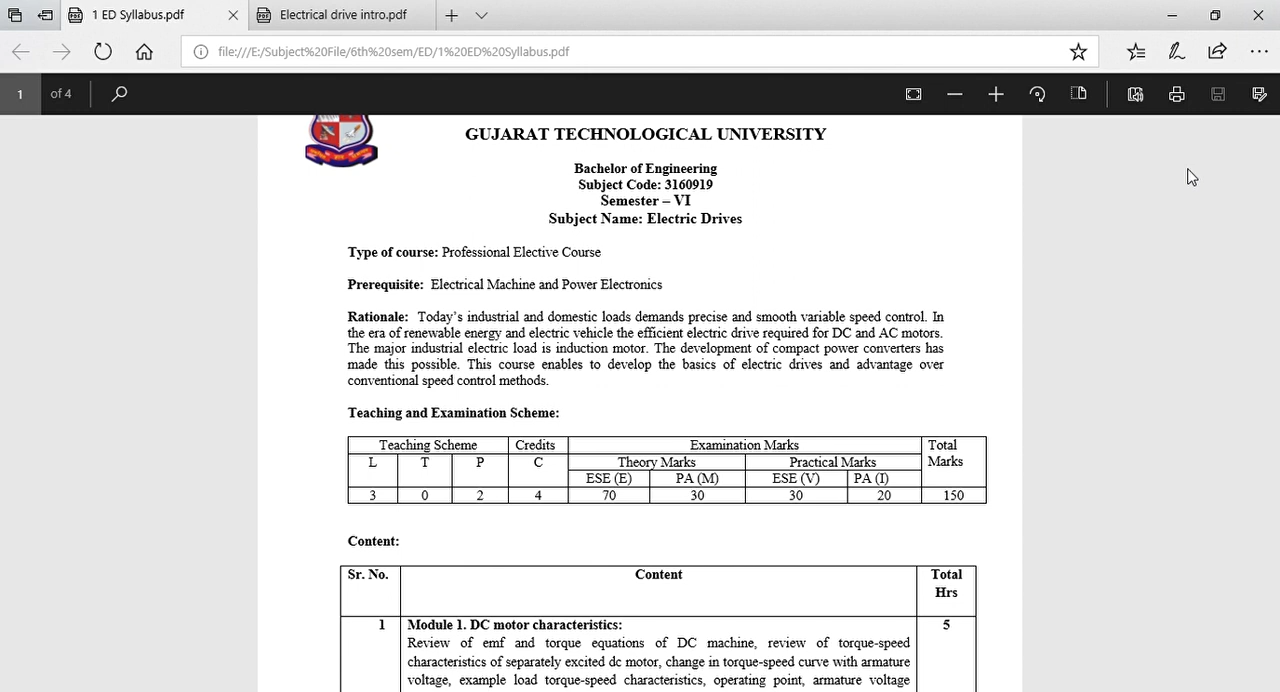 1 ED Syllabus.pdf
Electrical drive intro.pdf
file:///E:/Subject%20File/6th%20sem/ED/1%20ED%20Syllabus.pdf
1 of 4
GUJARAT TECHNOLOGICAL UNIVERSITY
Bachelor of Engineering
Subject Code: 3160919
Semester – VI
Subject Name: Electric Drives
Type of course: Professional Elective Course
Prerequisite: Electrical Machine and Power Electronics
Rationale: Today’s industrial and domestic loads demands precise and smooth variable speed control. In
the era of renewable energy and electric vehicle the efficient electric drive required for DC and AC motors.
The major industrial electric load is induction motor. The development of compact power converters has
made this possible. This course enables to develop the basics of electric drives and advantage over
conventional speed control methods.
Teaching and Examination Scheme:
Teaching Scheme Credits Examination Marks Total
L T P C Theory Marks Practical Marks Marks
ESE (E) PA (M) ESE (V) PA (I)
3 0 2 4 70 30 30 20 150
Content:
Sr. No. Content Total
Hrs
1 Module 1. DC motor characteristics: 5
Review of emf and torque equations of DC machine, review of torque-speed
characteristics of separately excited dc motor, change in torque-speed curve with armature
voltage, example load torque-speed characteristics, operating point, armature voltage